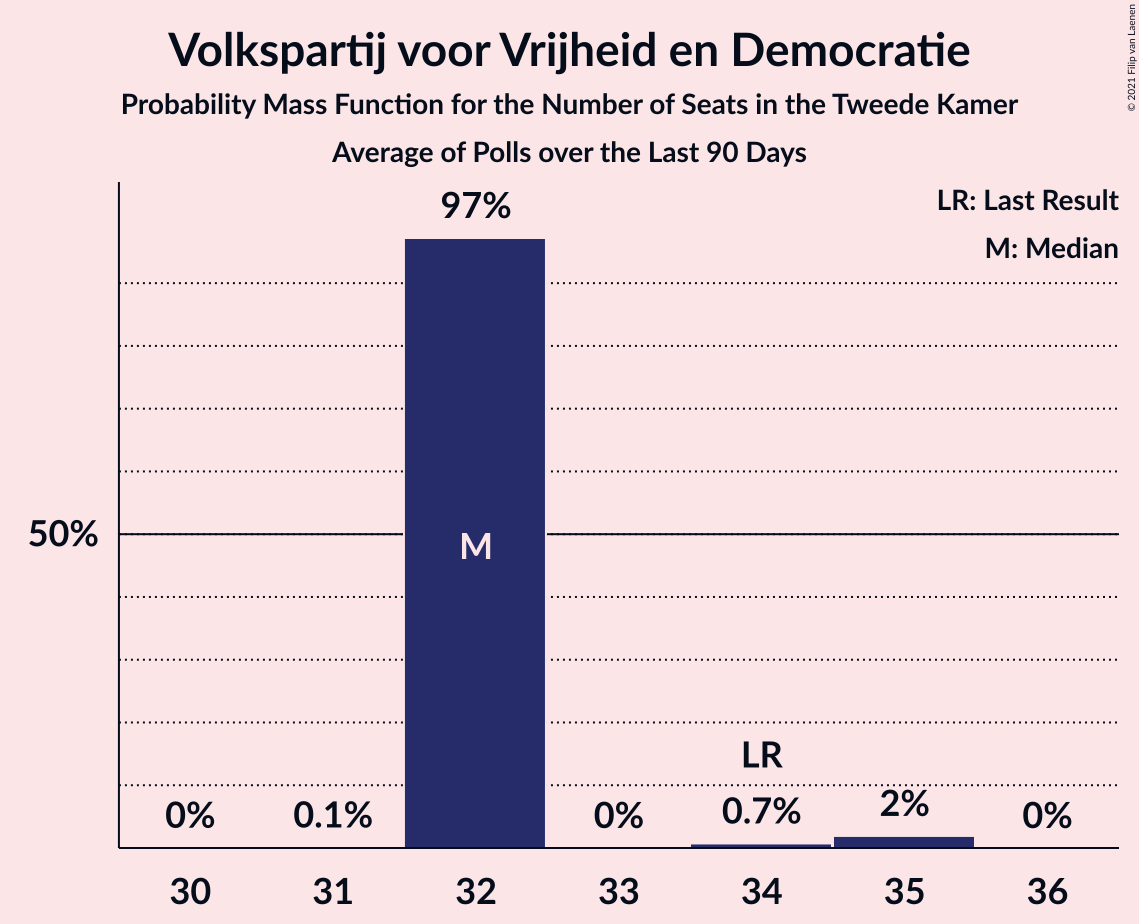 Volkspartij voor Vrijheid en Democratie
Probability Mass Function for the Number of Seats in the Tweede Kamer
Average of Polls over the Last 90 Days
© 2021 Filip van Laenen
LR: Last Result
M: Median
97%
50%
M
LR
0%
0.1%
0%
0.7%
2%
0%
30
31
32
33
34
35
36